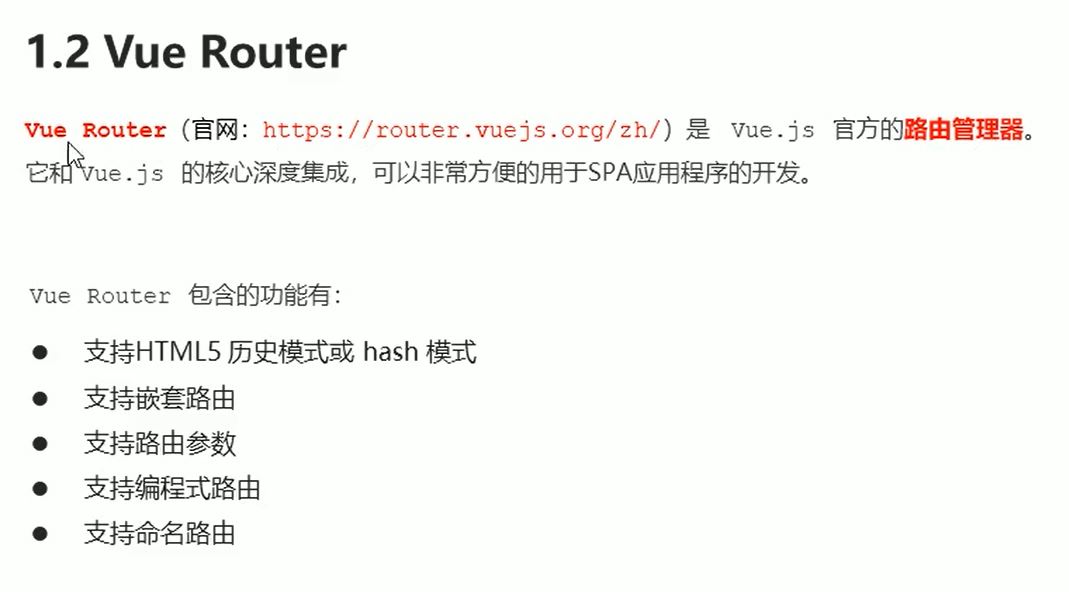 1.2 Vue Router
Vue Router（官网：https://router.vuejs.org/zh/）是 Vue.js 官方的路由管理器。
它和 Vue.js 的核心深度集成，可以非常方便的用于SPA应用程序的开发。
Vue Router 包含的功能有：
● 支持HTML5 历史模式或 hash 模式
● 支持嵌套路由
● 支持路由参数
● 支持编程式路由
● 支持命名路由